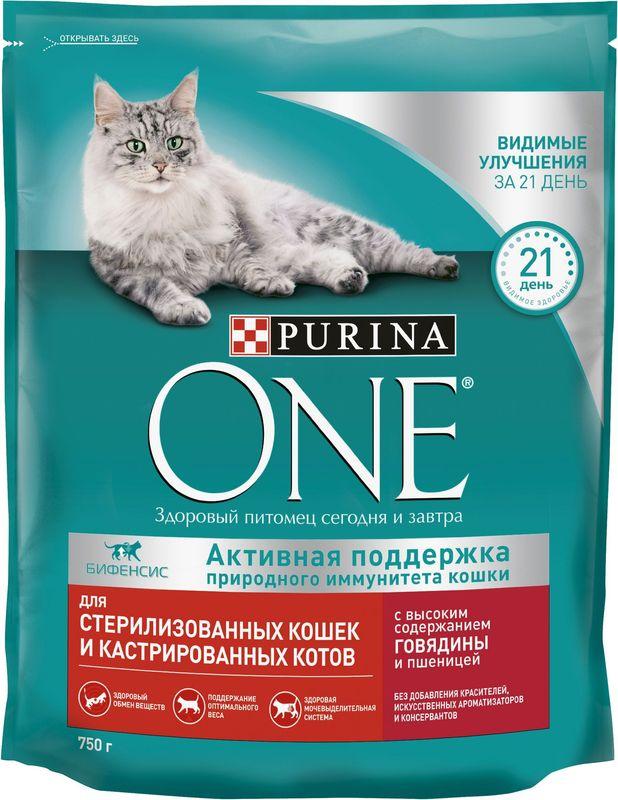 ОТКРЫВАТЬ ЗДЕСЬ
ВИДИМЫЕ
УЛУЧШЕНИЯ
ЗА 21 ДЕНЬ
21
день
ВИДИМОЕ ЗДОРОВЬЕ
PURINA
ONE®
Здоровый питомец сегодня и завтра
БИФЕНСИС
Активная поддержка
природного иммунитета кошки
ДЛЯ
СТЕРИЛИЗОВАННЫХ КОШЕК
И КАСТРИРОВАННЫХ КОТОВ
С ВЫСОКИМ
СОДЕРЖАНИЕМ
ГОВЯДИНЫ
И ПШЕНИЦЕЙ
ЗДОРОВЫЙ
ОБМЕН ВЕЩЕСТВ
ПОДДЕРЖАНИЕ
ОПТИМАЛЬНОГО
ВЕСА
ЗДОРОВАЯ
МОЧЕВЫДЕЛИТЕЛЬНАЯ
СИСТЕМА
БЕЗ ДОБАВЛЕНИЯ КРАСИТЕЛЕЙ,
ИСКУССТВЕННЫХ АРОМАТИЗАТОРОВ
И КОНСЕРВАНТОВ
750 г